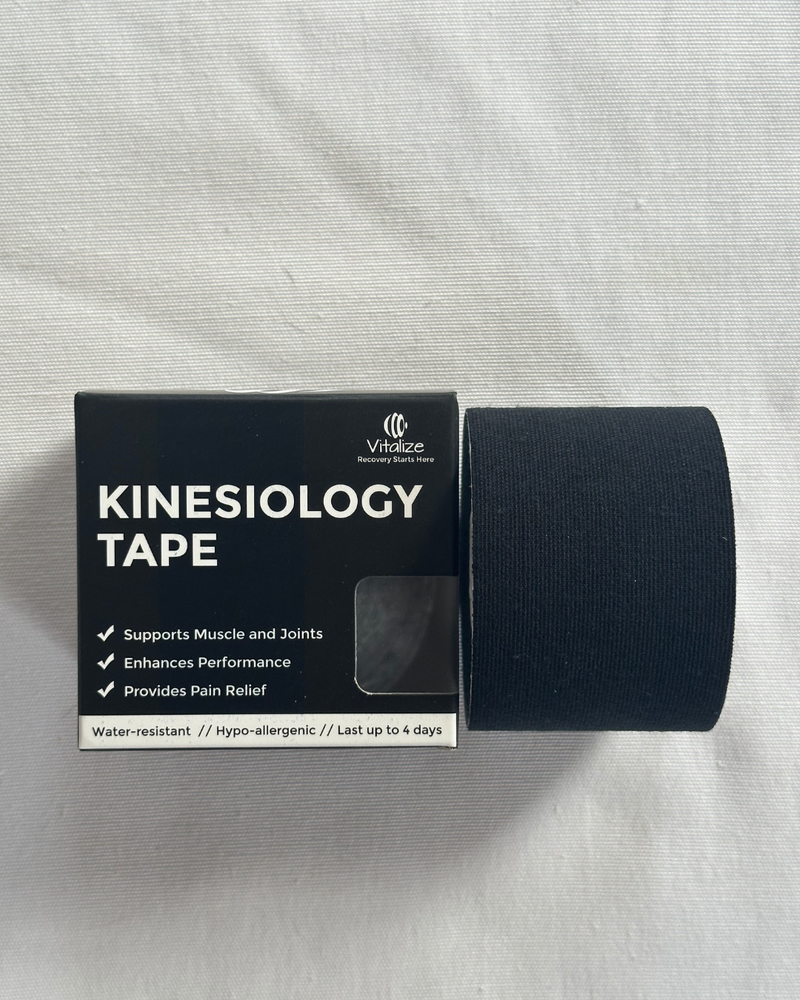 Vitalize
Recovery Starts Here
KINESIOLOGY
TAPE
Supports Muscle and Joints
Enhances Performance
Provides Pain Relief
Water-resistant // Hypo-allergenic // Last up to 4 days